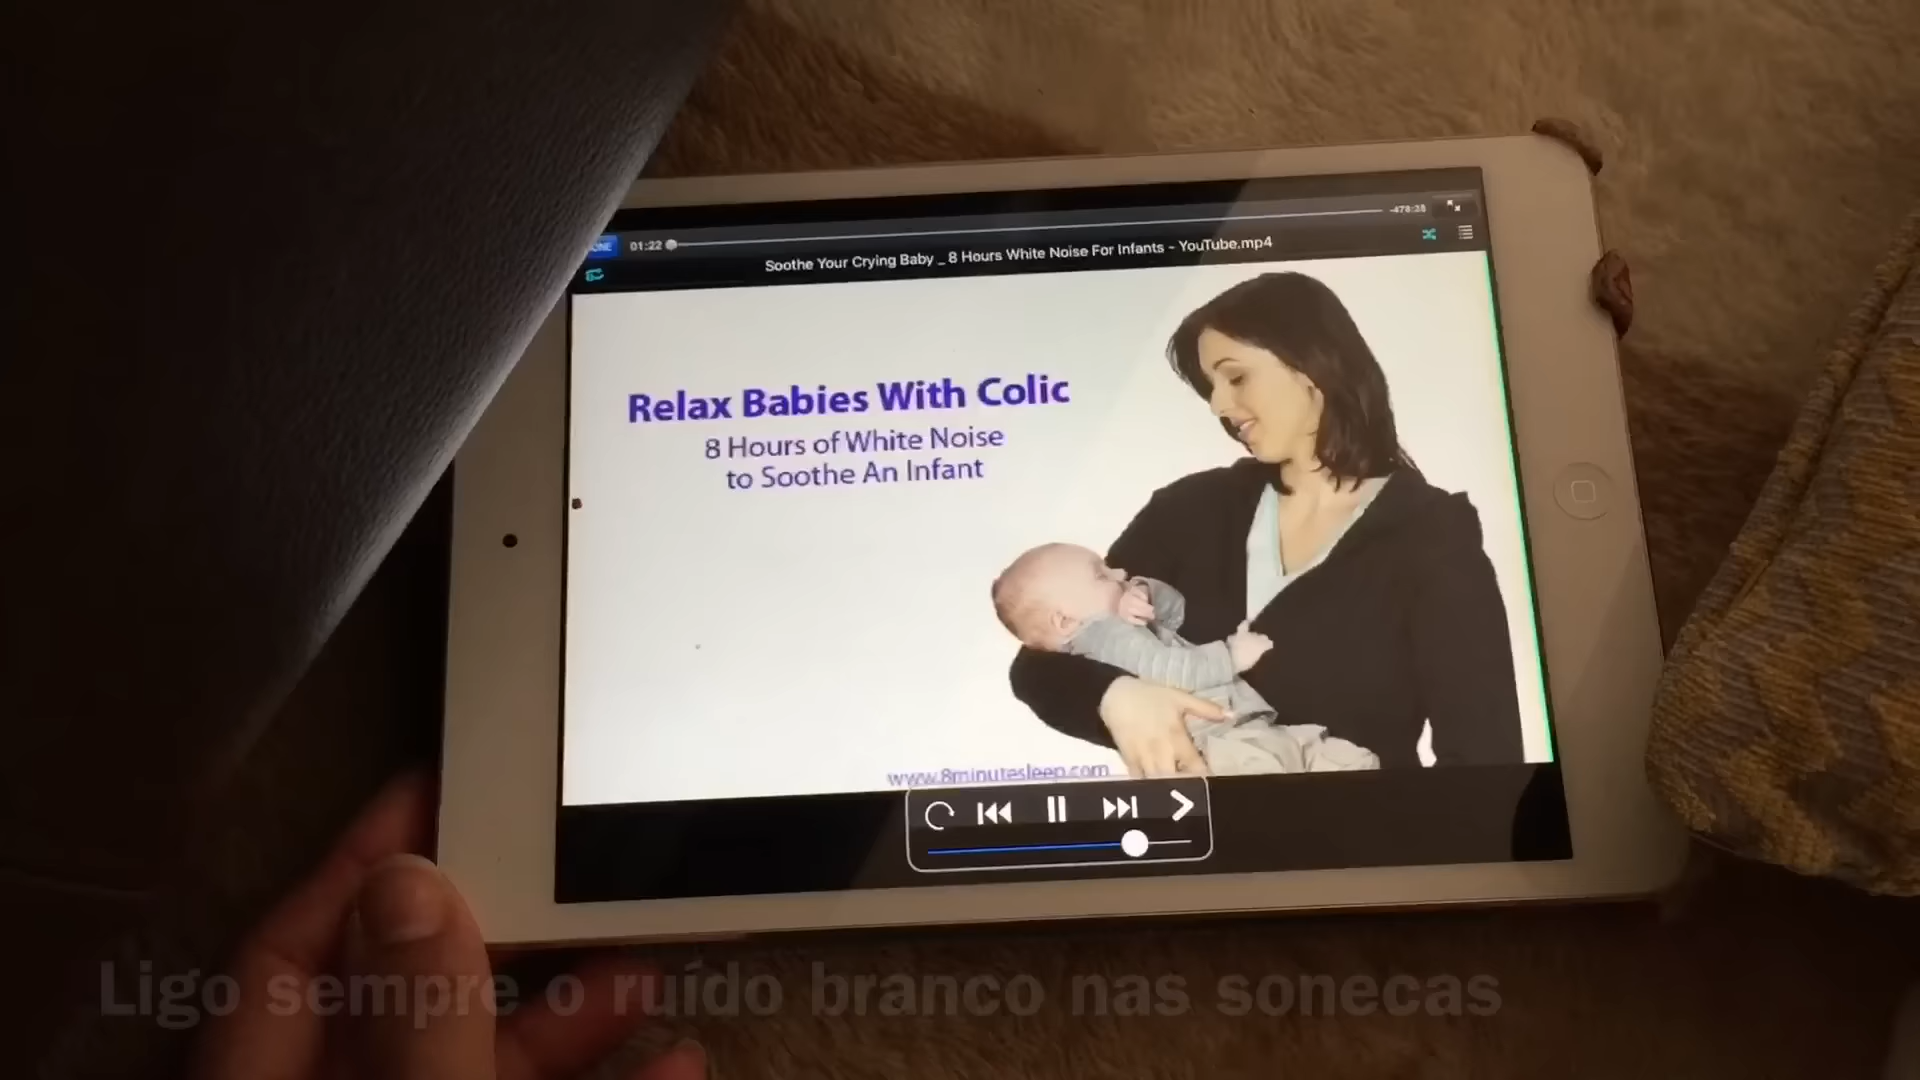 01:22
-478:28
Soothe Your Crying Baby _ 8 Hours White Noise For Infants - YouTube.mp4
Relax Babies With Colic
8 Hours of White Noise
to Soothe An Infant
www.8minutesleep.com
Ligo sempre o ruído branco nas sonecas